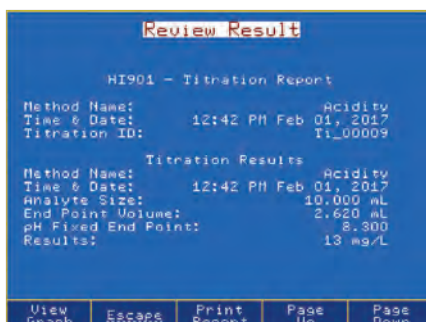 Review Result
HI901 - Titration Report
Method Name: Acidity
Time & Date: 12:42 PM Feb 01, 2017
Titration ID: Ti_00009
Titration Results
Method Name: Acidity
Time & Date: 12:42 PM Feb 01, 2017
Analyte Size: 10.000 mL
End Point Volume: 2.620 mL
pH Fixed End Point: 8.300
Results: 13 mg/L
View Graph Escape Print Report Page Up Page Down